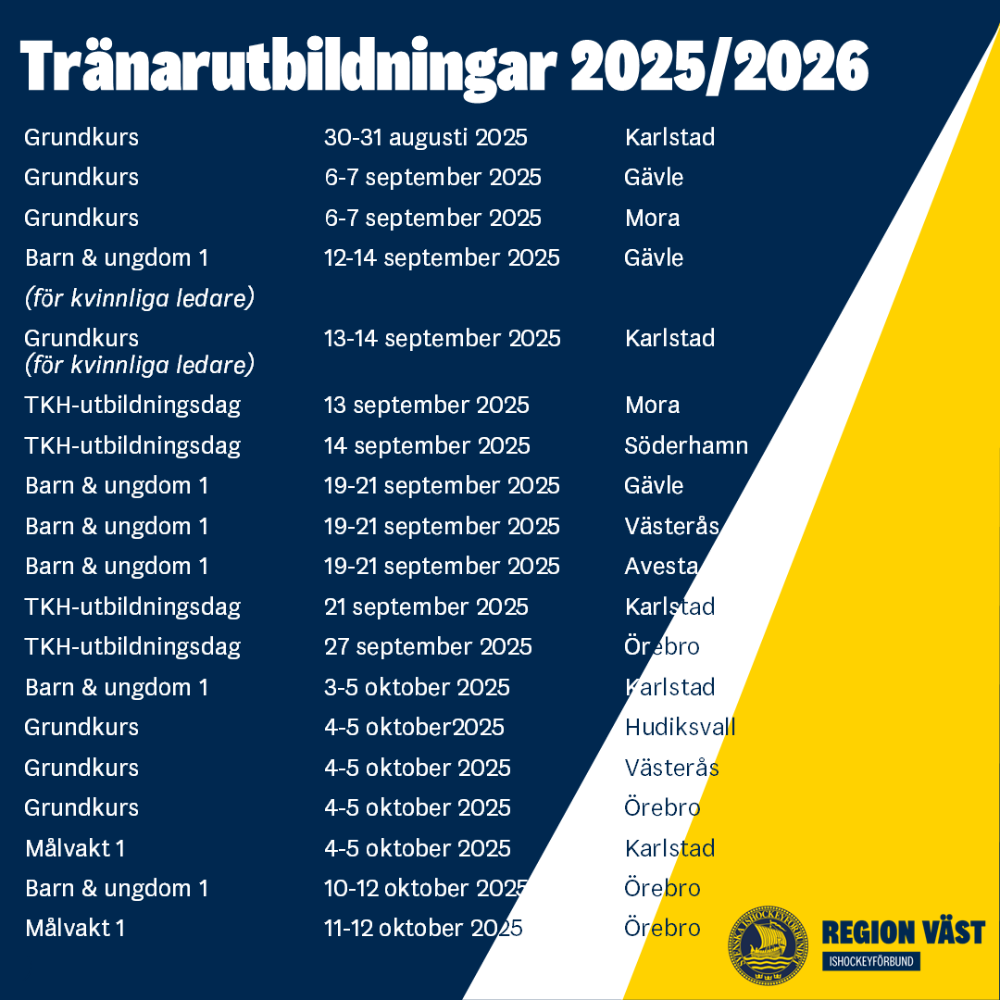 Tränarutbildningar 2025/2026
Grundkurs 30-31 augusti 2025 Karlstad
Grundkurs 6-7 september 2025 Gävle
Grundkurs 6-7 september 2025 Mora
Barn & ungdom 1 12-14 september 2025 Gävle
(för kvinnliga ledare)
Grundkurs 13-14 september 2025 Karlstad
(för kvinnliga ledare)
TKH-utbildningsdag 13 september 2025 Mora
TKH-utbildningsdag 14 september 2025 Söderhamn
Barn & ungdom 1 19-21 september 2025 Gävle
Barn & ungdom 1 19-21 september 2025 Västerås
Barn & ungdom 1 19-21 september 2025 Avesta
TKH-utbildningsdag 21 september 2025 Karlstad
TKH-utbildningsdag 27 september 2025 Örebro
Barn & ungdom 1 3-5 oktober 2025 Karlstad
Grundkurs 4-5 oktober2025 Hudiksvall
Grundkurs 4-5 oktober 2025 Västerås
Grundkurs 4-5 oktober 2025 Örebro
Målvakt 1 4-5 oktober 2025 Karlstad
Barn & ungdom 1 10-12 oktober 2025 Örebro
Målvakt 1 11-12 oktober 2025 Örebro
SVENSKA ISHOCKEYFÖRBUNDET
REGION VÄST
ISHOCKEYFÖRBUND